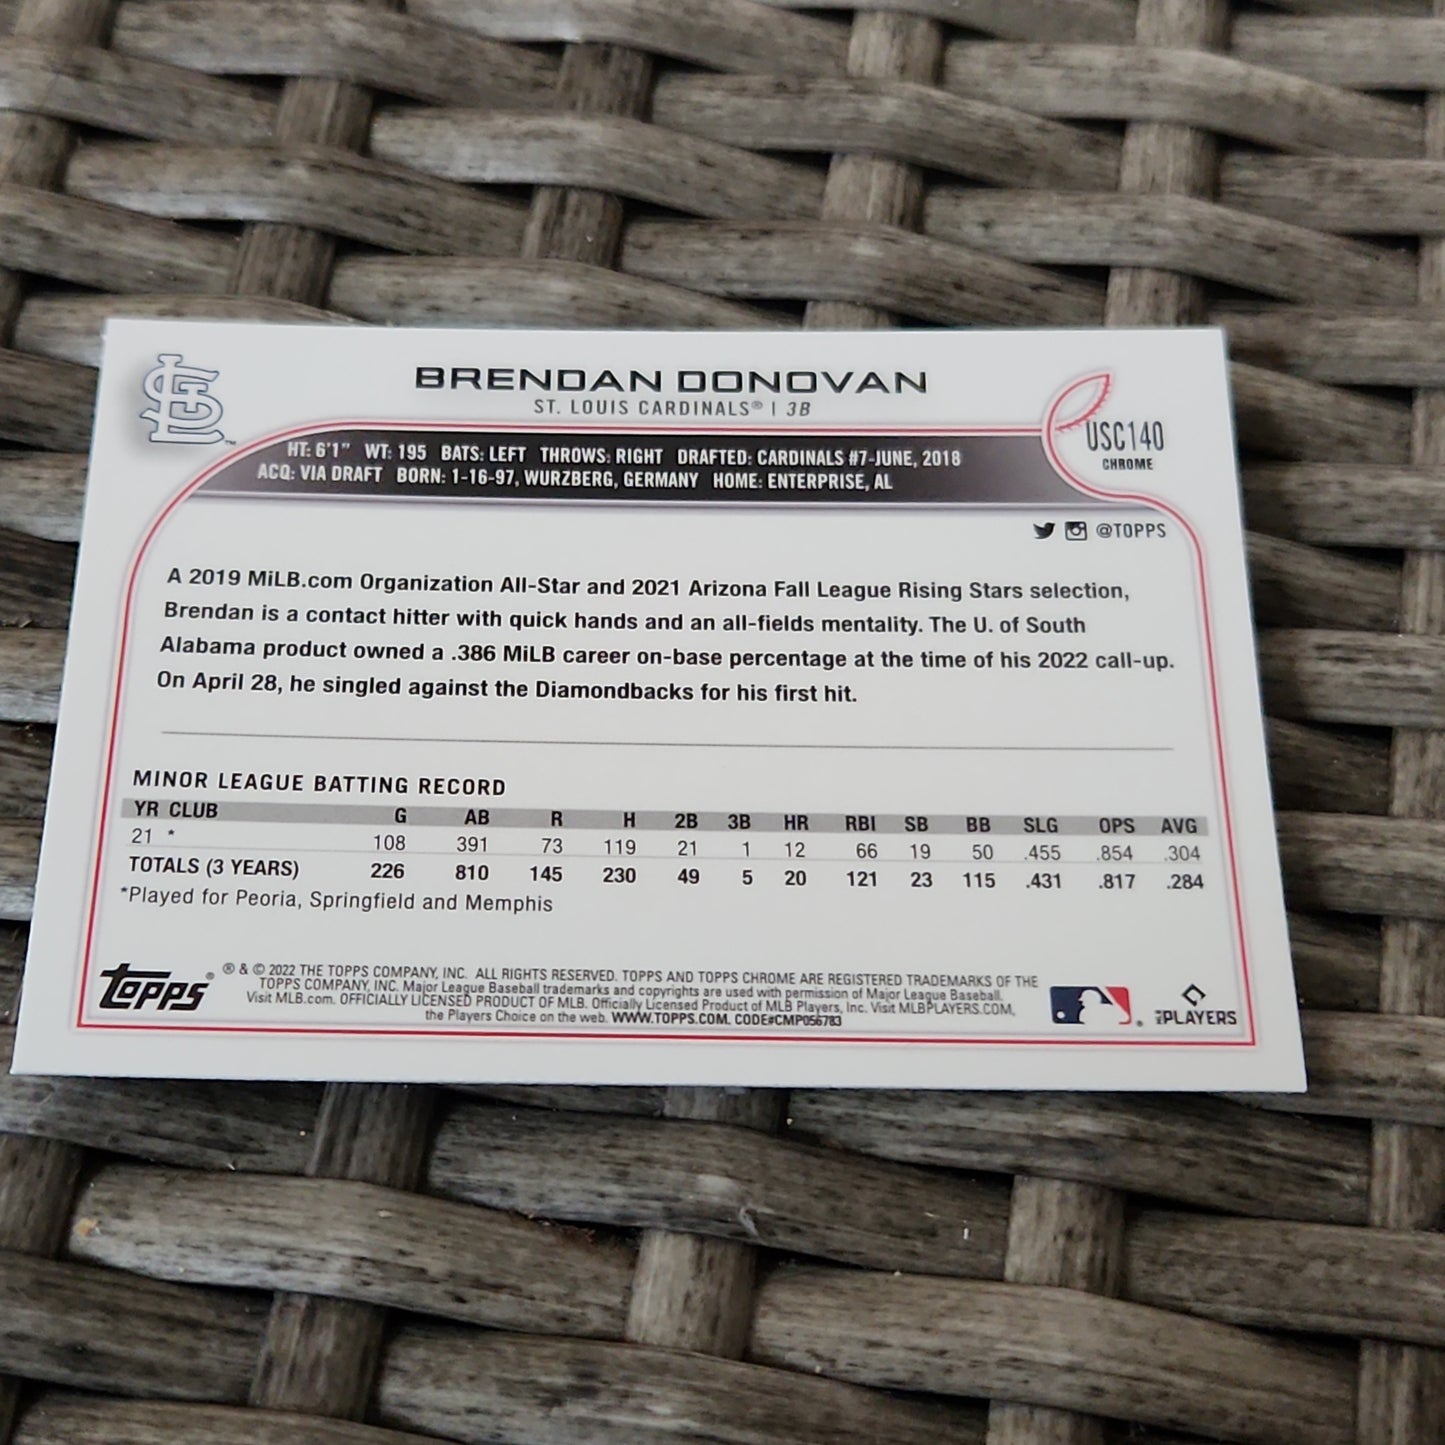 STL™
BRENDAN DONOVAN
ST. LOUIS CARDINALS® | 3B
USC140
CHROME
HT: 6'1" WT: 195 BATS: LEFT THROWS: RIGHT DRAFTED: CARDINALS #7-JUNE, 2018
ACQ: VIA DRAFT BORN: 1-16-97, WURZBERG, GERMANY HOME: ENTERPRISE, AL
@TOPPS
A 2019 MiLB.com Organization All-Star and 2021 Arizona Fall League Rising Stars selection,
Brendan is a contact hitter with quick hands and an all-fields mentality. The U. of South
Alabama product owned a .386 MiLB career on-base percentage at the time of his 2022 call-up.
On April 28, he singled against the Diamondbacks for his first hit.
MINOR LEAGUE BATTING RECORD
YR CLUB G AB R H 2B 3B HR RBI SB BB SLG OPS AVG
21 * 108 391 73 119 21 1 12 66 19 50 .455 .854 .304
TOTALS (3 YEARS) 226 810 145 230 49 5 20 121 23 115 .431 .817 .284
*Played for Peoria, Springfield and Memphis
Topps®
® & © 2022 THE TOPPS COMPANY, INC. ALL RIGHTS RESERVED. TOPPS AND TOPPS CHROME ARE REGISTERED TRADEMARKS OF THE
TOPPS COMPANY, INC. Major League Baseball trademarks and copyrights are used with permission of Major League Baseball.
Visit MLB.com. OFFICIALLY LICENSED PRODUCT OF MLB. Officially Licensed Product of MLB Players, Inc. Visit MLBPLAYERS.COM,
the Players Choice on the web. WWW.TOPPS.COM. CODE#CMP056783
MLB PLAYERS